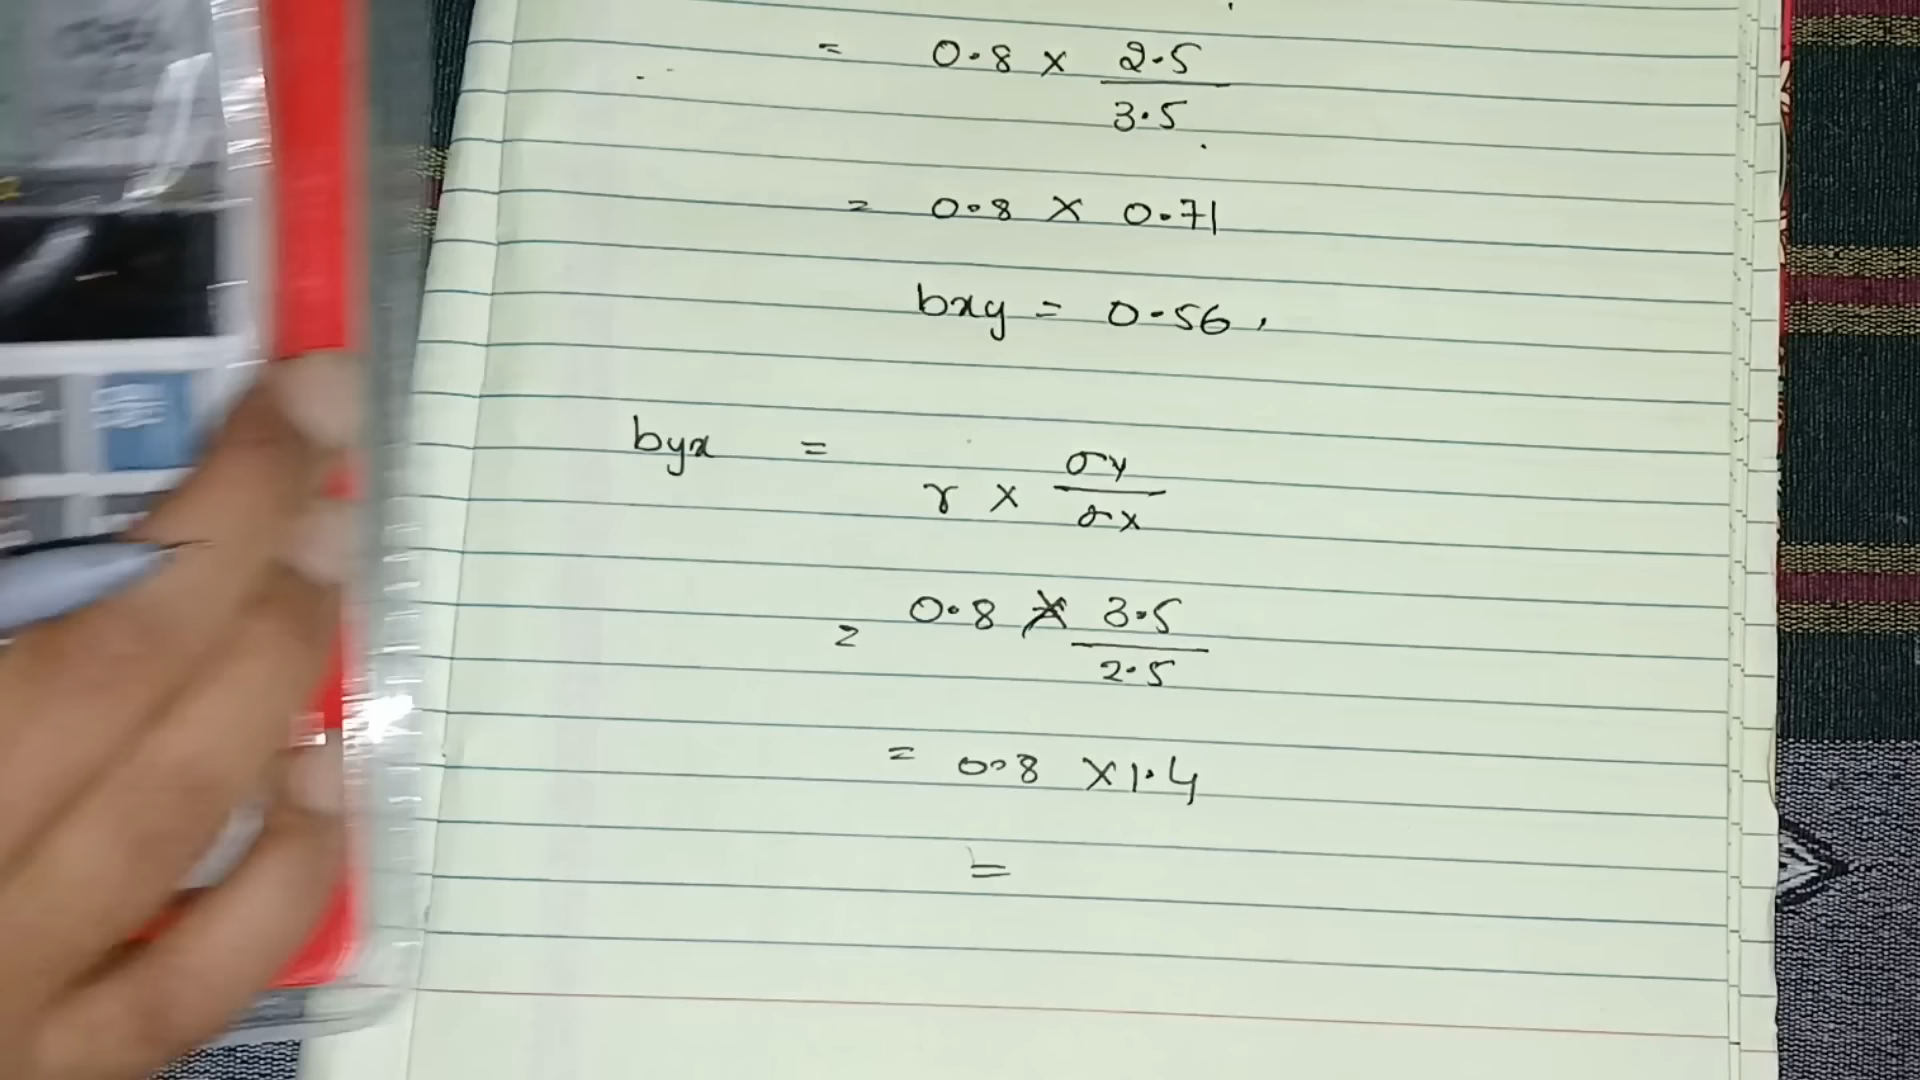 = 0.8 × 2.5
3.5
= 0.8 × 0.71
bxy = 0.56,
byx = r × σy
σx
= 0.8 × 3.5
2.5
= 0.8 × 1.4
=